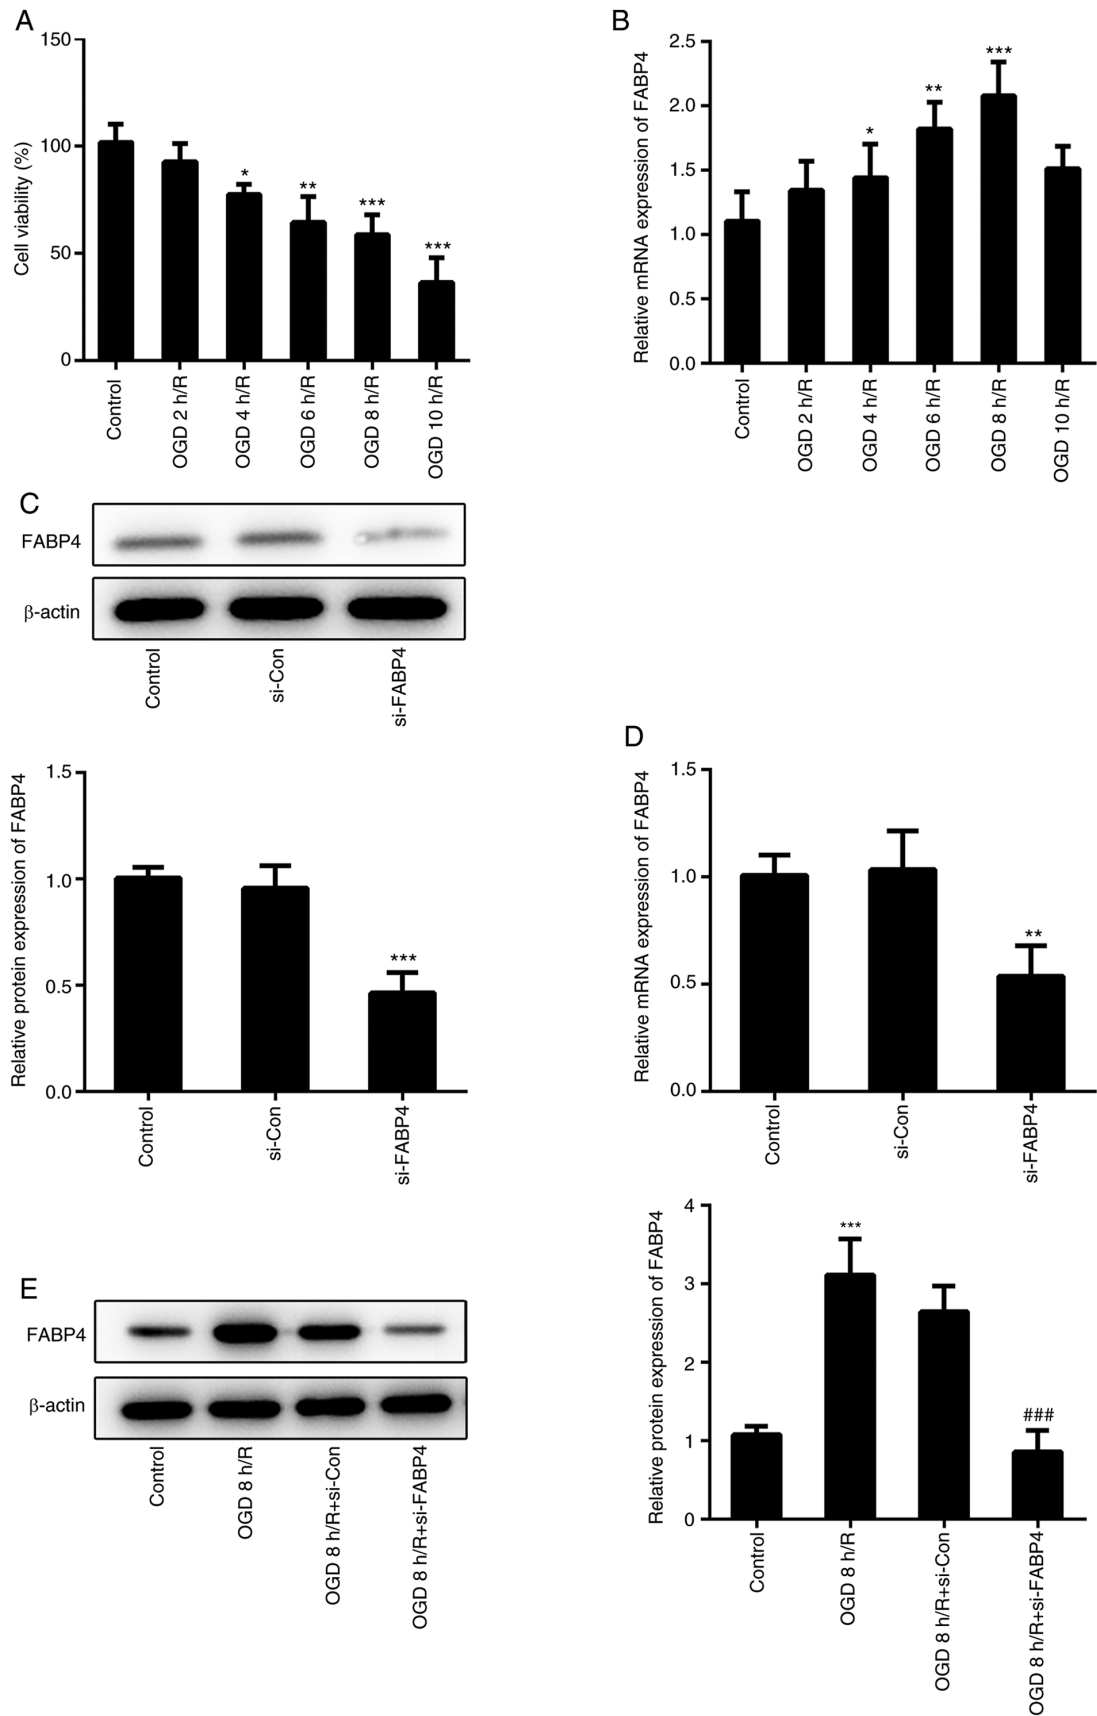 A
Cell viability (%)
150
100
50
0
*
**
***
***
Control
OGD 2 h/R
OGD 4 h/R
OGD 6 h/R
OGD 8 h/R
OGD 10 h/R
B
Relative mRNA expression of FABP4
2.5
2.0
1.5
1.0
0.5
0.0
*
**
***
Control
OGD 2 h/R
OGD 4 h/R
OGD 6 h/R
OGD 8 h/R
OGD 10 h/R
C
FABP4
β-actin
Control
si-Con
si-FABP4
Relative protein expression of FABP4
1.5
1.0
0.5
0.0
***
Control
si-Con
si-FABP4
D
Relative mRNA expression of FABP4
1.5
1.0
0.5
0.0
**
Control
si-Con
si-FABP4
E
FABP4
β-actin
Control
OGD 8 h/R
OGD 8 h/R+si-Con
OGD 8 h/R+si-FABP4
Relative protein expression of FABP4
4
3
2
1
0
***
###
Control
OGD 8 h/R
OGD 8 h/R+si-Con
OGD 8 h/R+si-FABP4